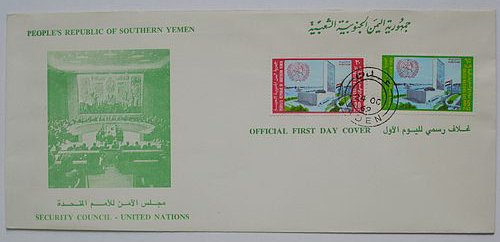 PEOPLE'S REPUBLIC OF SOUTHERN YEMEN
جمهورية اليمن الجنوبية الشعبية
OFFICIAL FIRST DAY COVER
غلاف رسمي لليوم الأول
مجلس الأمن للأمم المتحدة
SECURITY COUNCIL - UNITED NATIONS